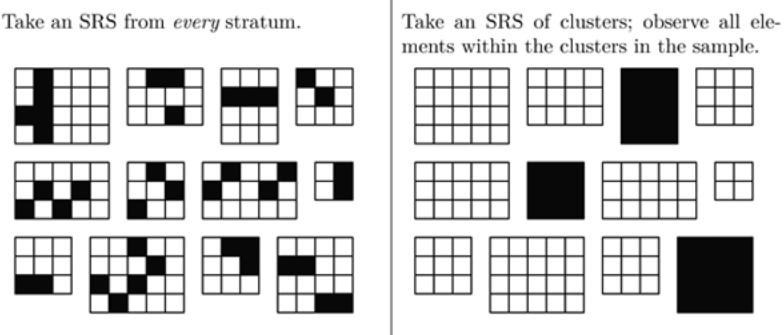 Take an SRS from every stratum.
Take an SRS of clusters; observe all ele-
ments within the clusters in the sample.